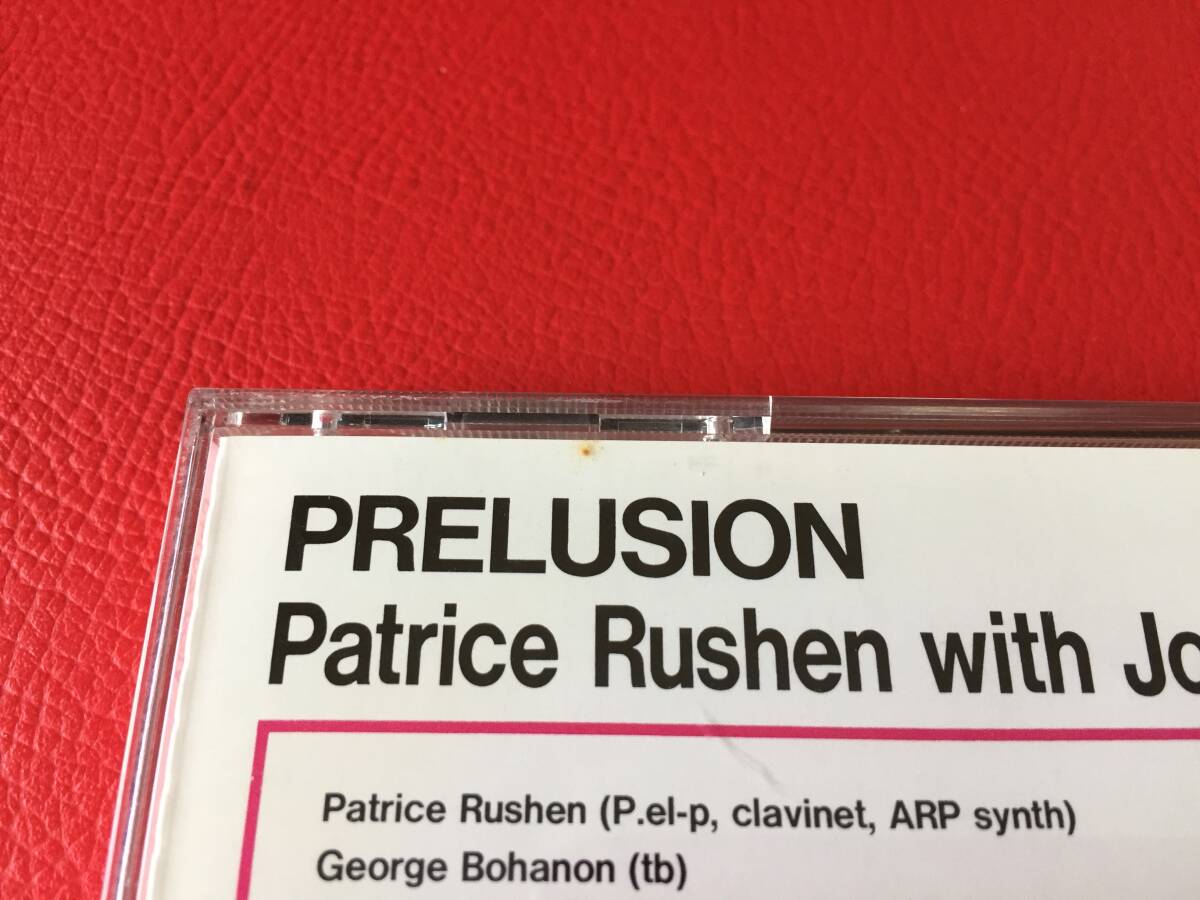 PRELUSION
Patrice Rushen with Jo
Patrice Rushen (P.el-p, clavinet, ARP synth)
George Bohanon (tb)